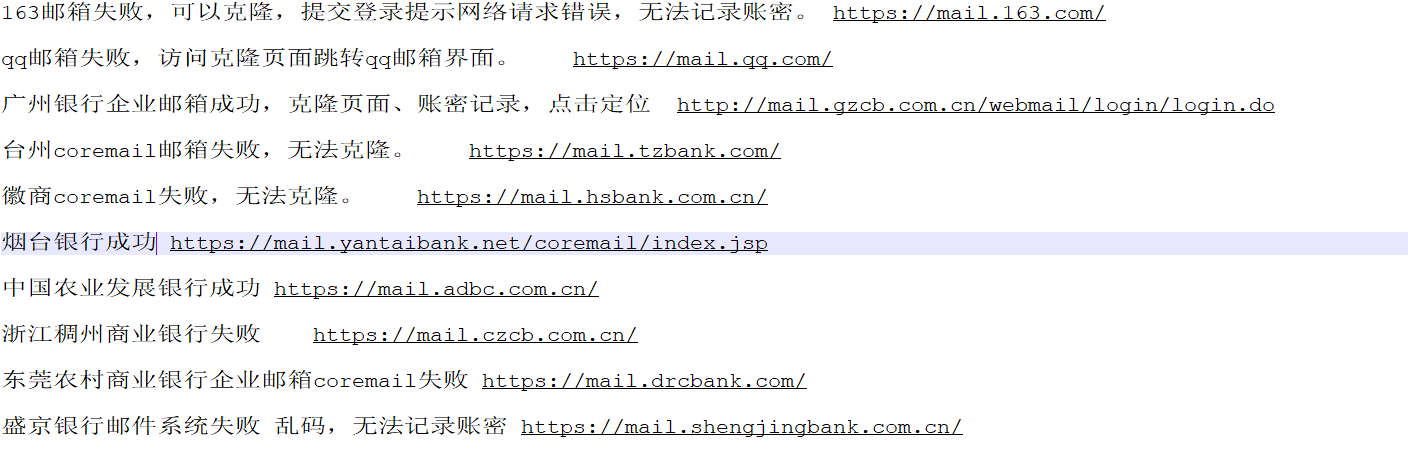 163邮箱失败，可以克隆，提交登录提示网络请求错误，无法记录账密。 https://mail.163.com/
qq邮箱失败，访问克隆页面跳转qq邮箱界面。 https://mail.qq.com/
广州银行企业邮箱成功，克隆页面、账密记录，点击定位 http://mail.gzcb.com.cn/webmail/login/login.do
台州coremail邮箱失败，无法克隆。 https://mail.tzbank.com/
徽商coremail失败，无法克隆。 https://mail.hsbank.com.cn/
烟台银行成功 https://mail.yantaibank.net/coremail/index.jsp
中国农业发展银行成功 https://mail.adbc.com.cn/
浙江稠州商业银行失败 https://mail.czcb.com.cn/
东莞农村商业银行企业邮箱coremail失败 https://mail.drcbank.com/
盛京银行邮件系统失败 乱码，无法记录账密 https://mail.shengjingbank.com.cn/